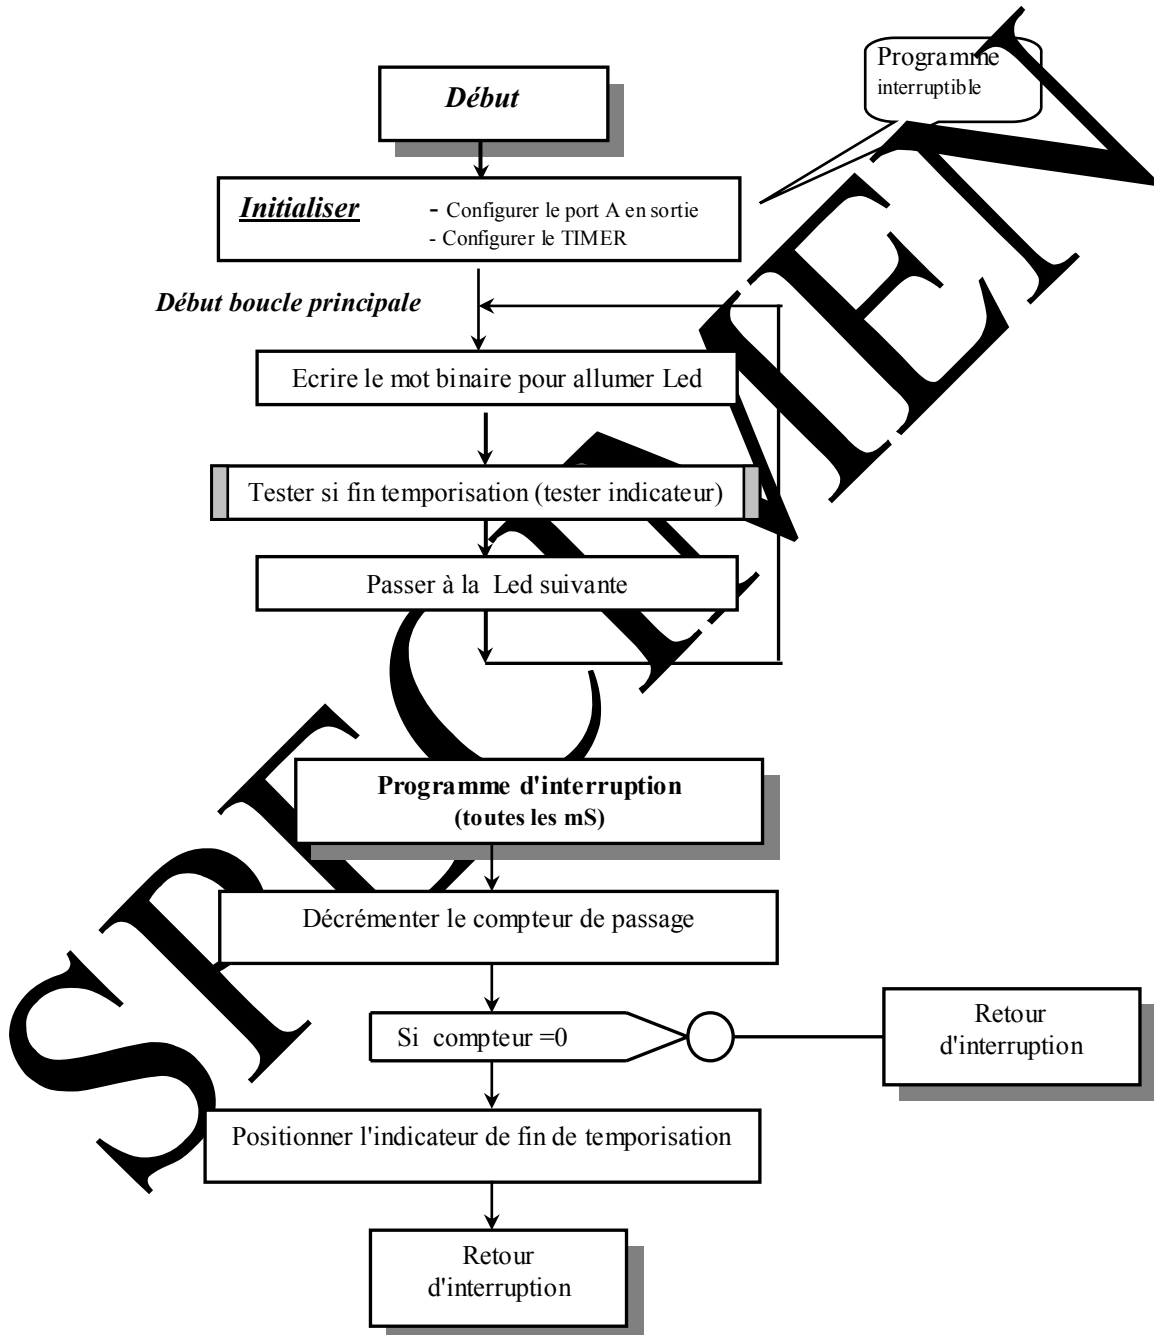 Programme
interruptible
Début
Initialiser - Configurer le port A en sortie
- Configurer le TIMER
Début boucle principale
Ecrire le mot binaire pour allumer Led
Tester si fin temporisation (tester indicateur)
Passer à la Led suivante
Programme d'interruption
(toutes les mS)
Décrémenter le compteur de passage
Si compteur =0
Retour
d'interruption
Positionner l'indicateur de fin de temporisation
Retour
d'interruption